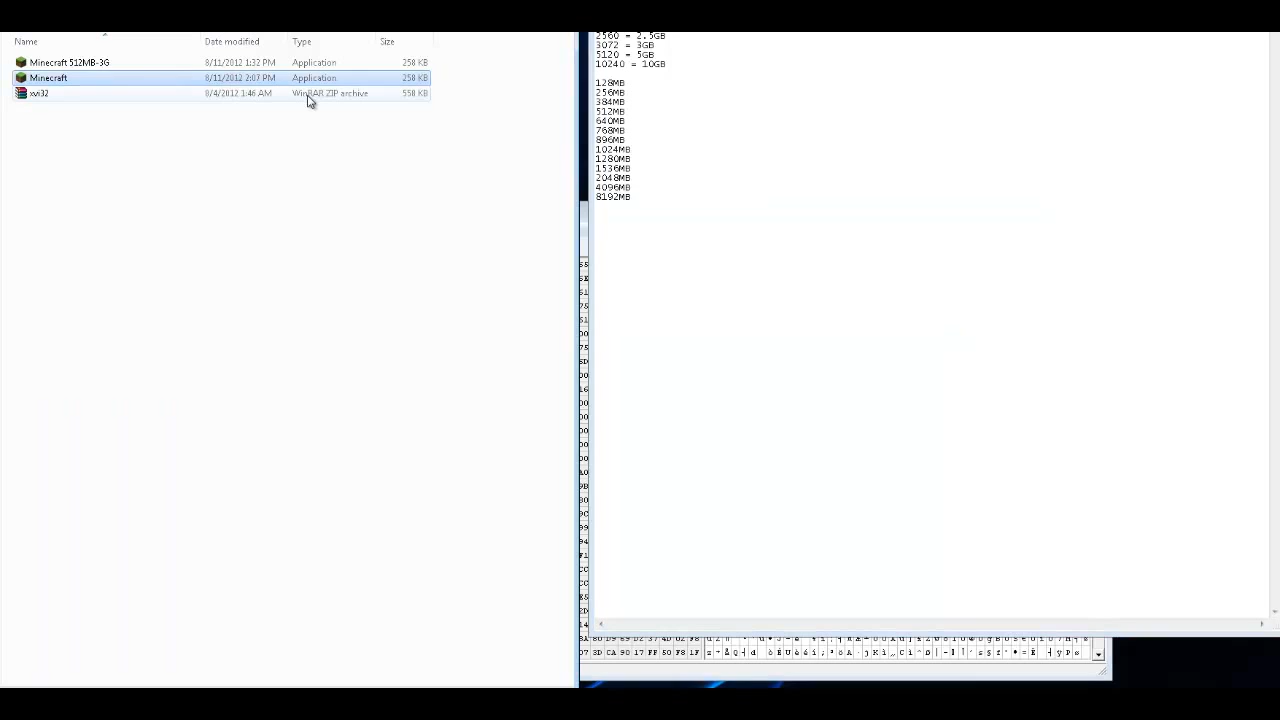 Name Date modified Type Size
Minecraft 512MB-3G 8/11/2012 1:32 PM Application 258 KB
Minecraft 8/11/2012 2:07 PM Application 258 KB
xvi32 8/4/2012 1:46 AM WinRAR ZIP archive 550 KB
2560 = 2.5GB
3072 = 3GB
5120 = 5GB
10240 = 10GB
128MB
256MB
384MB
512MB
640MB
768MB
896MB
1024MB
1280MB
1536MB
2048MB
4096MB
8192MB